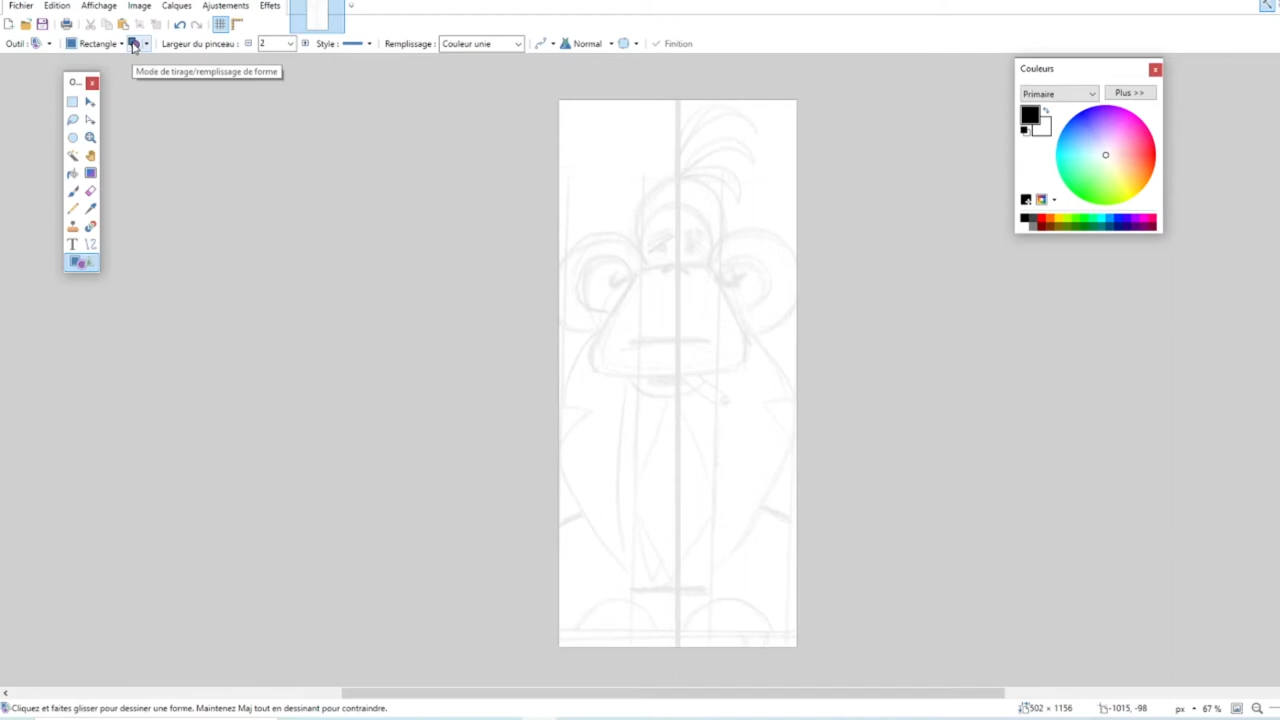 Fichier Edition Affichage Image Calques Ajustements Effets
Outil : Rectangle Largeur du pinceau : 2 Style : Remplissage : Couleur unie Normal Finition
Mode de tirage/remplissage de forme
O...
T
Couleurs
Primaire Plus >>
Cliquez et faites glisser pour dessiner une forme. Maintenez Maj tout en dessinant pour contraindre. 502 × 1156 -1015, -98 px 67 %